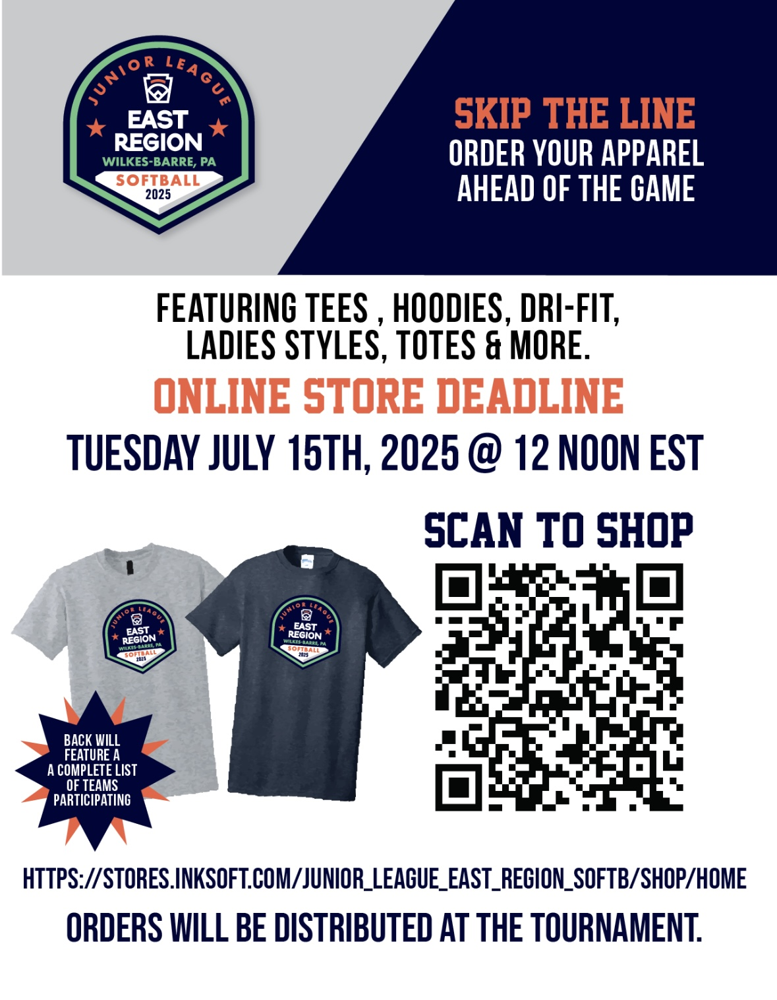 JUNIOR LEAGUE
EAST
REGION
WILKES-BARRE, PA
SOFTBALL
2025
SKIP THE LINE
ORDER YOUR APPAREL
AHEAD OF THE GAME
FEATURING TEES , HOODIES, DRI-FIT,
LADIES STYLES, TOTES & MORE.
ONLINE STORE DEADLINE
TUESDAY JULY 15TH, 2025 @ 12 NOON EST
SCAN TO SHOP
JUNIOR LEAGUE
EAST
REGION
WILKES-BARRE, PA
SOFTBALL
2025
JUNIOR LEAGUE
EAST
REGION
WILKES-BARRE, PA
SOFTBALL
2025
BACK WILL
FEATURE A
A COMPLETE LIST
OF TEAMS
PARTICIPATING
HTTPS://STORES.INKSOFT.COM/JUNIOR_LEAGUE_EAST_REGION_SOFTB/SHOP/HOME
ORDERS WILL BE DISTRIBUTED AT THE TOURNAMENT.